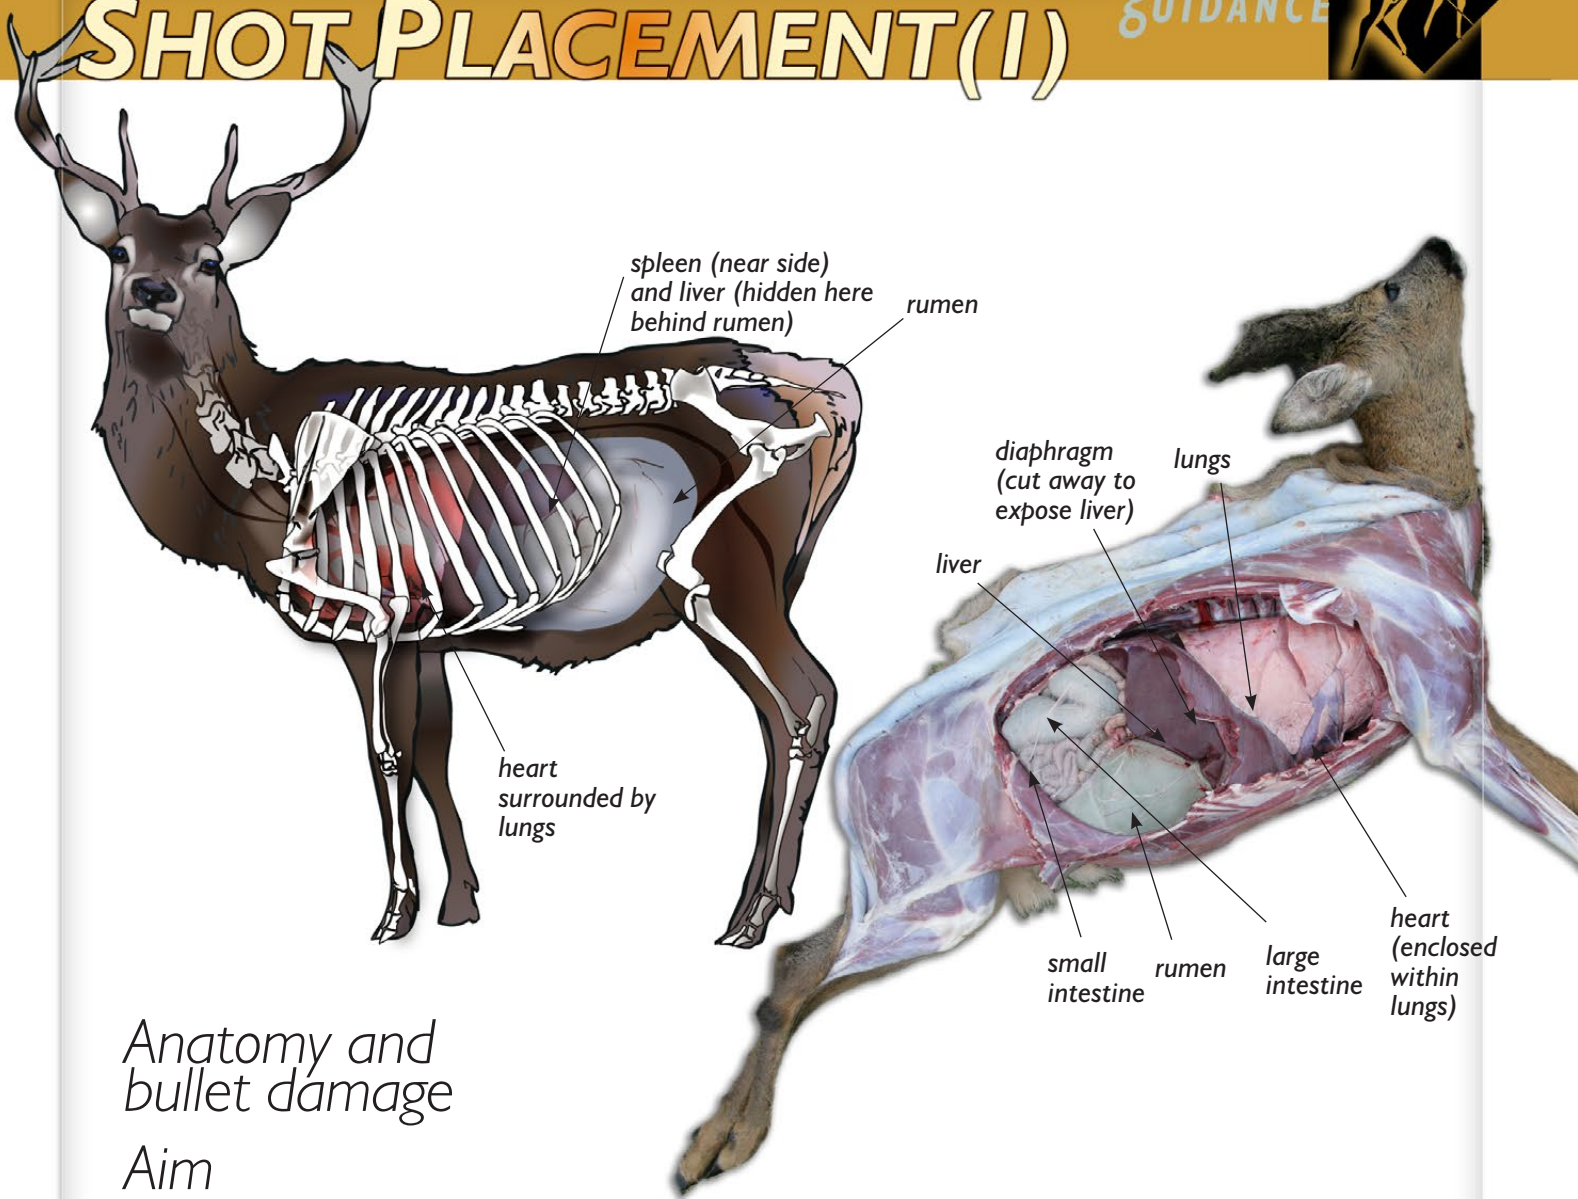 SHOT PLACEMENT(1)
GUIDANCE
spleen (near side)
and liver (hidden here
behind rumen)
rumen
diaphragm
(cut away to
expose liver)
lungs
liver
heart
surrounded by
lungs
small
intestine
rumen
large
intestine
heart
(enclosed
within
lungs)
Anatomy and
bullet damage
Aim